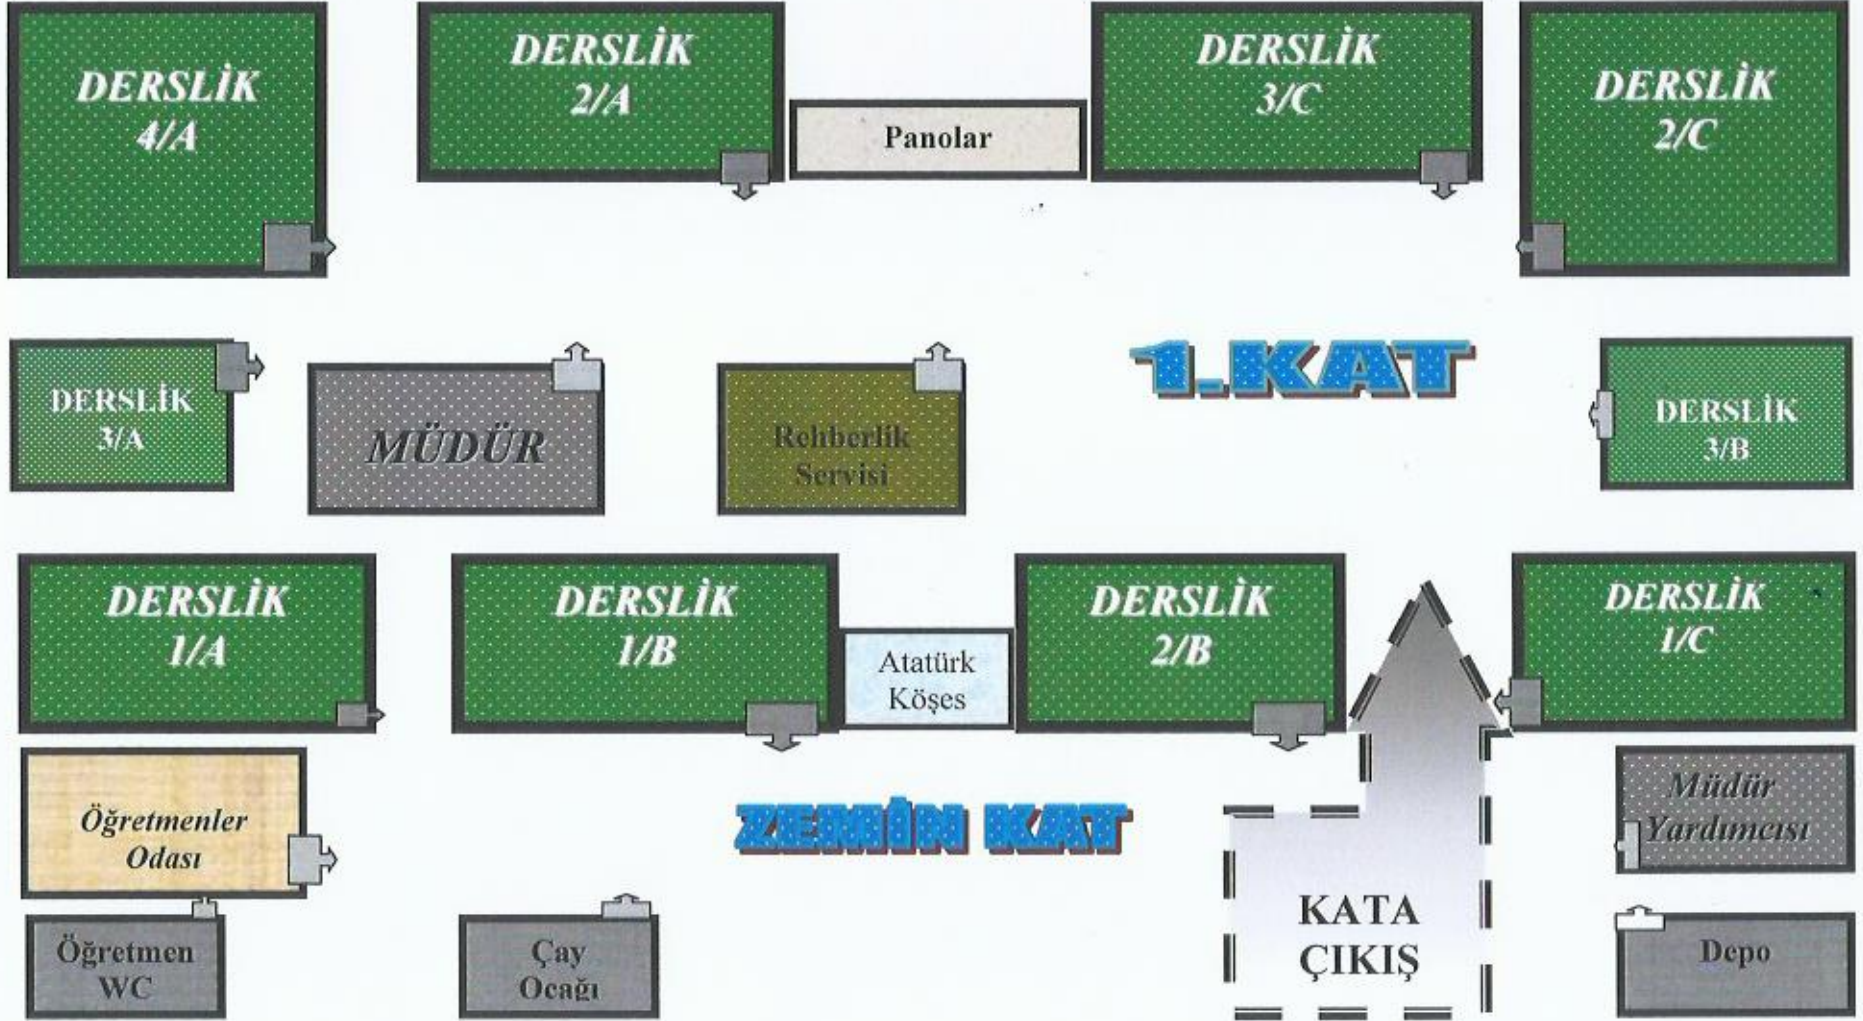 DERSLİK
4/A
DERSLİK
2/A
Panolar
DERSLİK
3/C
DERSLİK
2/C
DERSLİK
3/A
MÜDÜR
Rehberlik
Servisi
1.KAT
DERSLİK
3/B
DERSLİK
1/A
DERSLİK
1/B
Atatürk
Köşes
DERSLİK
2/B
DERSLİK
1/C
Öğretmenler
Odası
ZEMİN KAT
Müdür
Yardımcısı
Öğretmen
WC
Çay
Ocağı
KATA
ÇIKIŞ
Depo